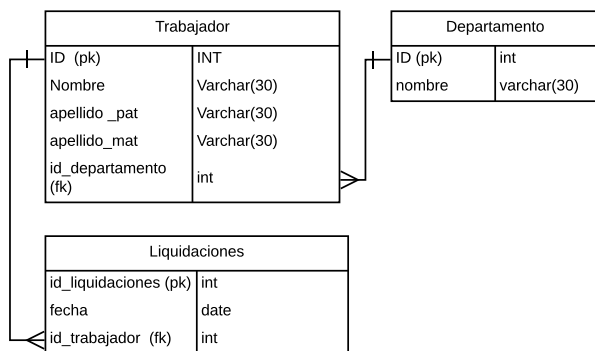 Trabajador
ID (pk) INT
Nombre Varchar(30)
apellido _pat Varchar(30)
apellido_mat Varchar(30)
id_departamento
(fk) int
Departamento
ID (pk) int
nombre varchar(30)
Liquidaciones
id_liquidaciones (pk) int
fecha date
id_trabajador (fk) int